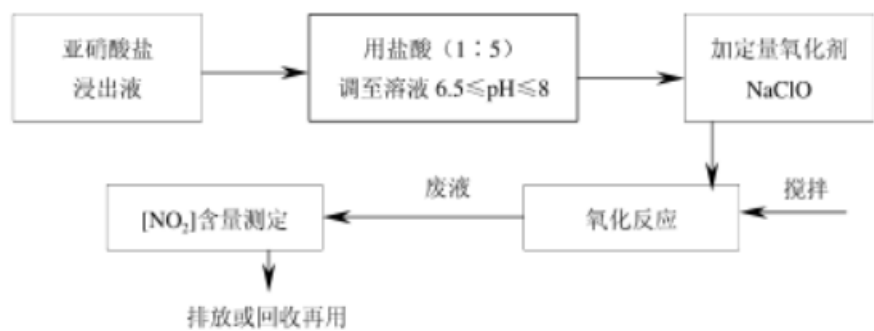 亚硝酸盐
浸出液
用盐酸（1∶5）
调至溶液 6.5≤pH≤8
加定量氧化剂
NaClO
搅拌
氧化反应
废液
[NO₂]含量测定
排放或回收再用